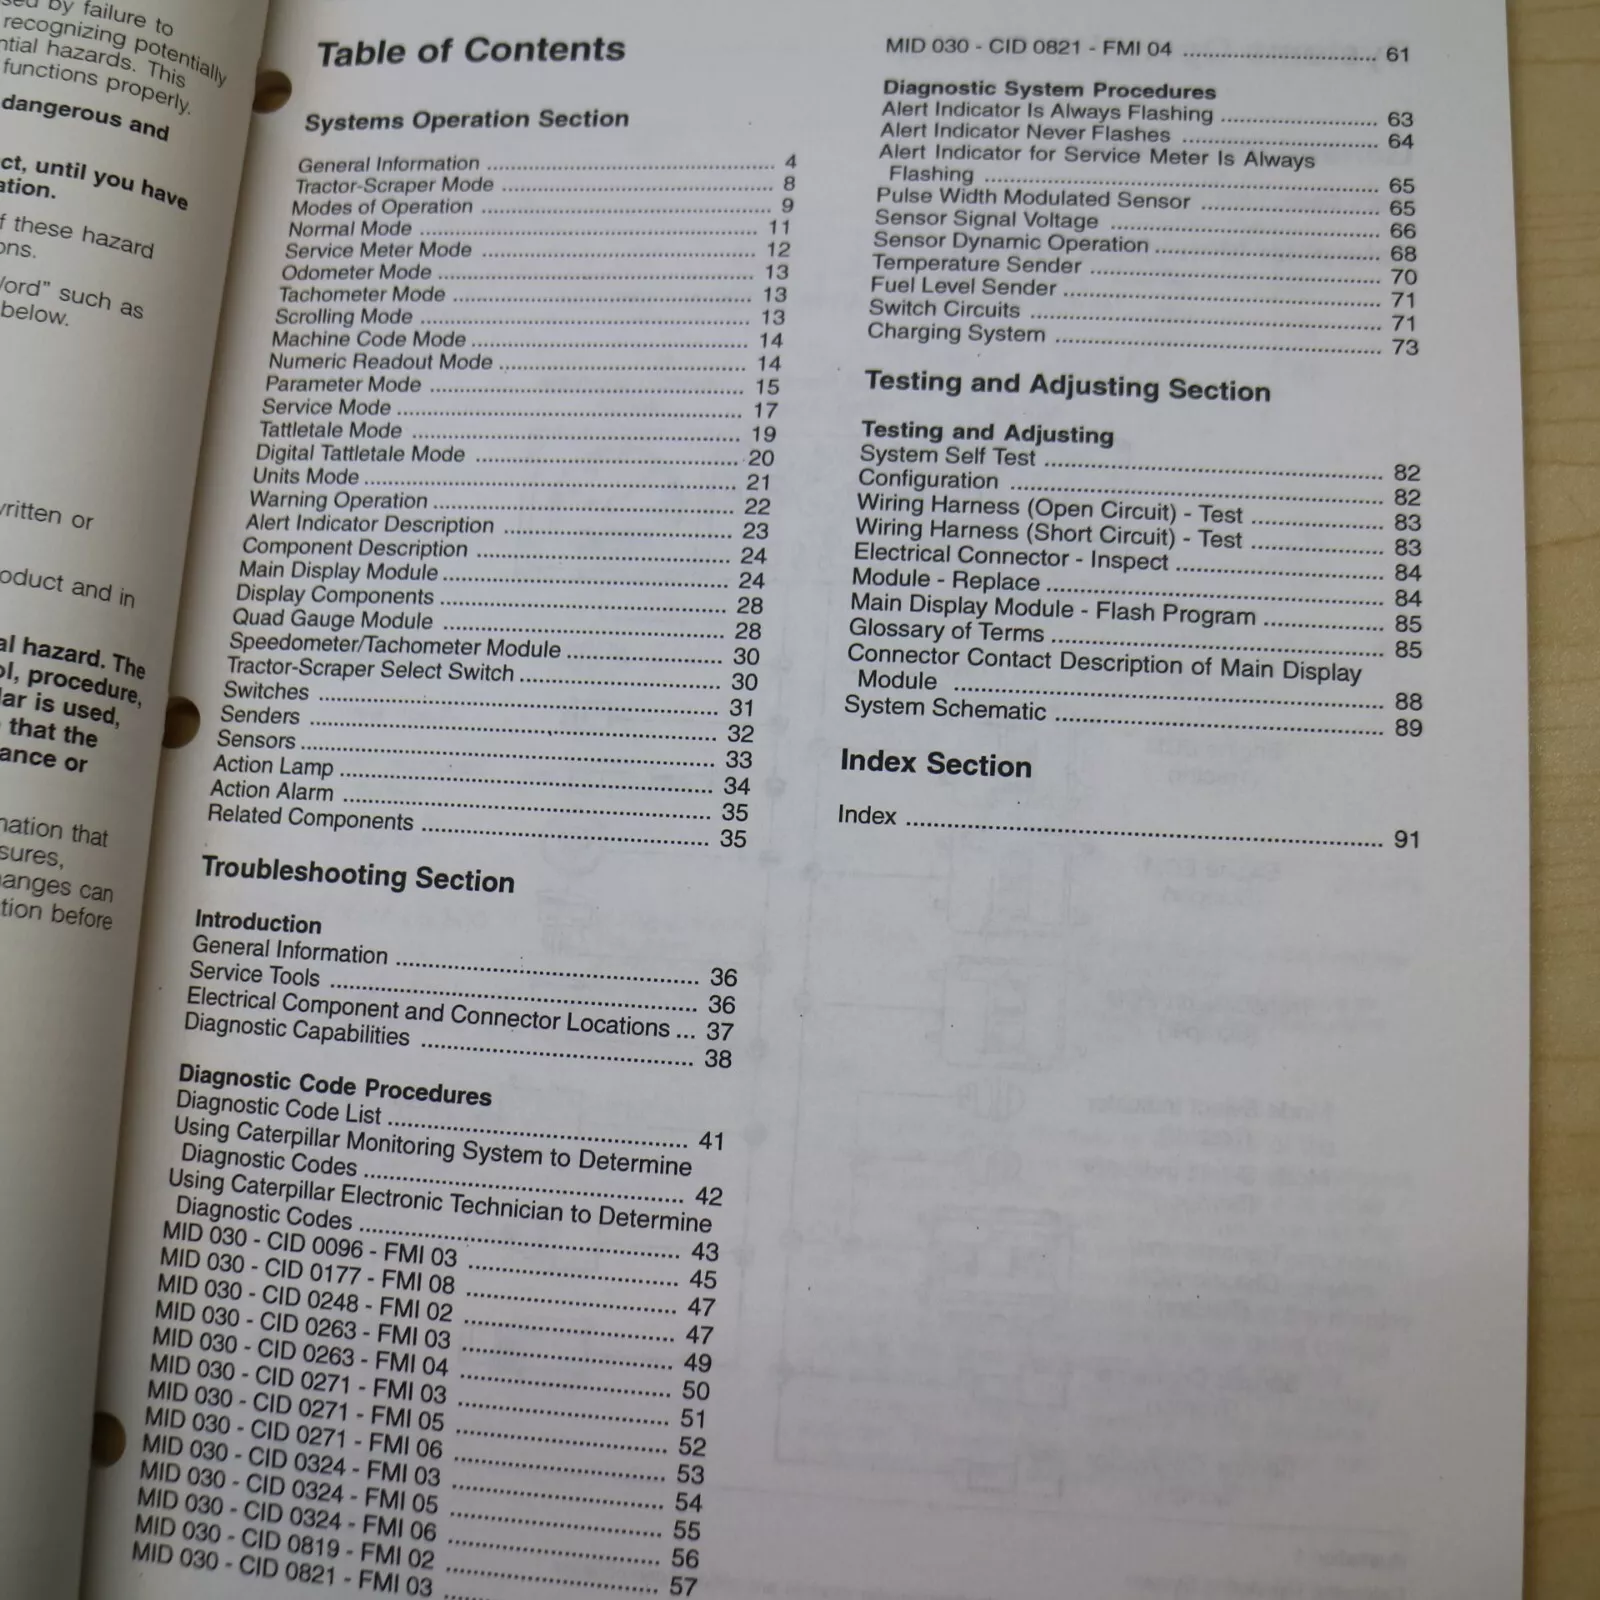 sed by failure to
recognizing potentially
ntial hazards. This
functions properly.
dangerous and
ct, until you have
ation.
f these hazard
ons.
Word" such as
below.
written or
oduct and in
al hazard. The
ol, procedure,
lar is used,
that the
ance or
mation that
sures,
hanges can
tion before
Table of Contents
Systems Operation Section
General Information ........ 4
Tractor-Scraper Mode ........ 8
Modes of Operation ........ 9
Normal Mode ........ 11
Service Meter Mode ........ 12
Odometer Mode ........ 13
Tachometer Mode ........ 13
Scrolling Mode ........ 13
Machine Code Mode ........ 14
Numeric Readout Mode ........ 14
Parameter Mode ........ 15
Service Mode ........ 17
Tattletale Mode ........ 19
Digital Tattletale Mode ........ 20
Units Mode ........ 21
Warning Operation ........ 22
Alert Indicator Description ........ 23
Component Description ........ 24
Main Display Module ........ 24
Display Components ........ 28
Quad Gauge Module ........ 28
Speedometer/Tachometer Module ........ 30
Tractor-Scraper Select Switch ........ 30
Switches ........ 31
Senders ........ 32
Sensors ........ 33
Action Lamp ........ 34
Action Alarm ........ 35
Related Components ........ 35
Troubleshooting Section
Introduction
General Information ........ 36
Service Tools ........ 36
Electrical Component and Connector Locations ... 37
Diagnostic Capabilities ........ 38
Diagnostic Code Procedures
Diagnostic Code List ........ 41
Using Caterpillar Monitoring System to Determine
Diagnostic Codes ........ 42
Using Caterpillar Electronic Technician to Determine
Diagnostic Codes ........ 43
MID 030 - CID 0096 - FMI 03 ........ 45
MID 030 - CID 0177 - FMI 08 ........ 47
MID 030 - CID 0248 - FMI 02 ........ 47
MID 030 - CID 0263 - FMI 03 ........ 49
MID 030 - CID 0263 - FMI 04 ........ 50
MID 030 - CID 0271 - FMI 03 ........ 51
MID 030 - CID 0271 - FMI 05 ........ 52
MID 030 - CID 0271 - FMI 06 ........ 53
MID 030 - CID 0324 - FMI 03 ........ 54
MID 030 - CID 0324 - FMI 05 ........ 55
MID 030 - CID 0324 - FMI 06 ........ 56
MID 030 - CID 0819 - FMI 02 ........ 57
MID 030 - CID 0821 - FMI 03 ........
MID 030 - CID 0821 - FMI 04 ........ 61
Diagnostic System Procedures
Alert Indicator Is Always Flashing ........ 63
Alert Indicator Never Flashes ........ 64
Alert Indicator for Service Meter Is Always
Flashing ........ 65
Pulse Width Modulated Sensor ........ 65
Sensor Signal Voltage ........ 66
Sensor Dynamic Operation ........ 68
Temperature Sender ........ 70
Fuel Level Sender ........ 71
Switch Circuits ........ 71
Charging System ........ 73
Testing and Adjusting Section
Testing and Adjusting
System Self Test ........ 82
Configuration ........ 82
Wiring Harness (Open Circuit) - Test ........ 83
Wiring Harness (Short Circuit) - Test ........ 83
Electrical Connector - Inspect ........ 84
Module - Replace ........ 84
Main Display Module - Flash Program ........ 85
Glossary of Terms ........ 85
Connector Contact Description of Main Display
Module ........ 88
System Schematic ........ 89
Index Section
Index ........ 91